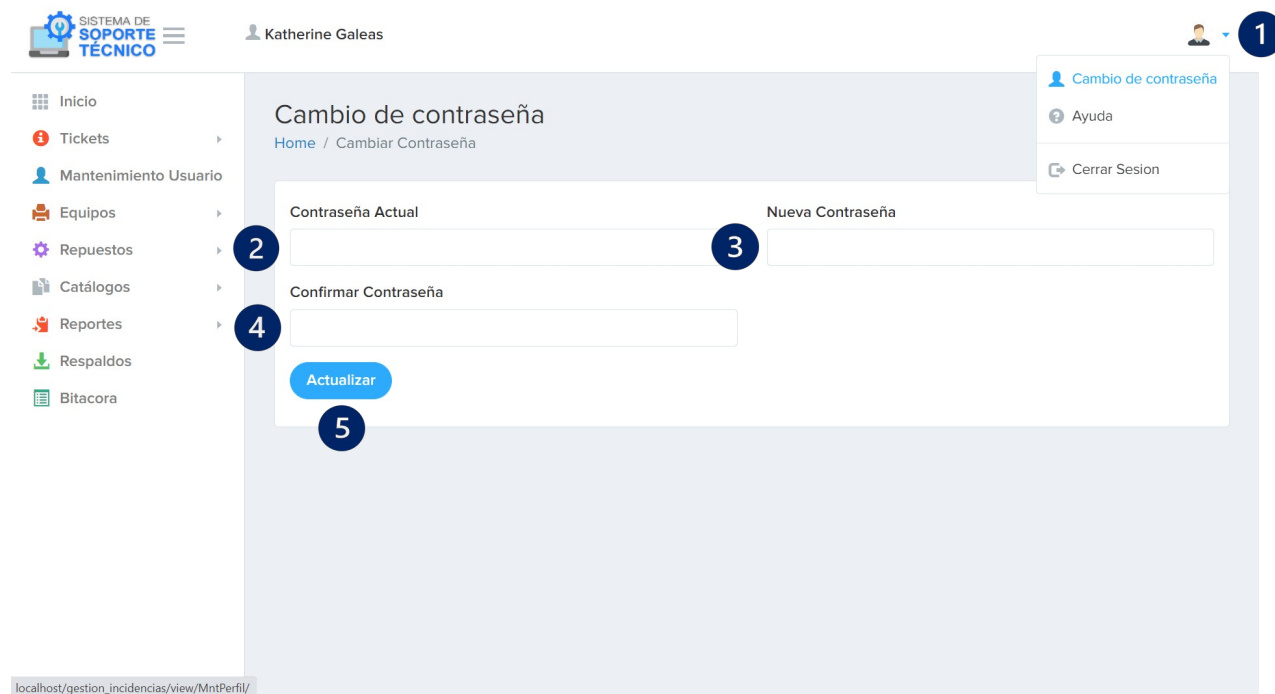 SISTEMA DE
SOPORTE
TÉCNICO
Katherine Galeas
1
Cambio de contraseña
Ayuda
Cerrar Sesion
Inicio
Tickets
Mantenimiento Usuario
Equipos
Repuestos
Catálogos
Reportes
Respaldos
Bitacora
Cambio de contraseña
Home / Cambiar Contraseña
Contraseña Actual
2
Nueva Contraseña
3
Confirmar Contraseña
4
Actualizar
5
localhost/gestion_incidencias/view/MntPerfil/